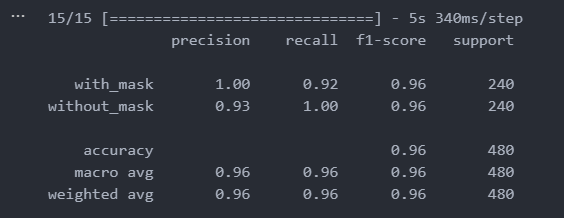 ... 15/15 [==============================] - 5s 340ms/step
precision recall f1-score support
with_mask 1.00 0.92 0.96 240
without_mask 0.93 1.00 0.96 240
accuracy 0.96 480
macro avg 0.96 0.96 0.96 480
weighted avg 0.96 0.96 0.96 480